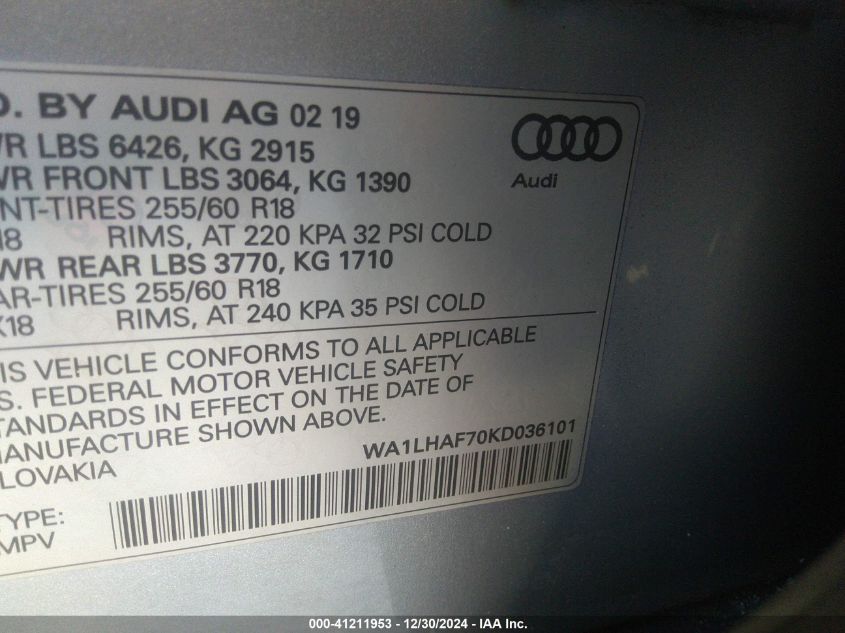 D. BY AUDI AG 02 19
WR LBS 6426, KG 2915
WR FRONT LBS 3064, KG 1390
NT-TIRES 255/60 R18
18 RIMS, AT 220 KPA 32 PSI COLD
WR REAR LBS 3770, KG 1710
AR-TIRES 255/60 R18
X18 RIMS, AT 240 KPA 35 PSI COLD
Audi
IS VEHICLE CONFORMS TO ALL APPLICABLE
S. FEDERAL MOTOR VEHICLE SAFETY
TANDARDS IN EFFECT ON THE DATE OF
ANUFACTURE SHOWN ABOVE.
LOVAKIA
WA1LHAF70KD036101
TYPE:
MPV
000-41211953 - 12/30/2024 - IAA Inc.